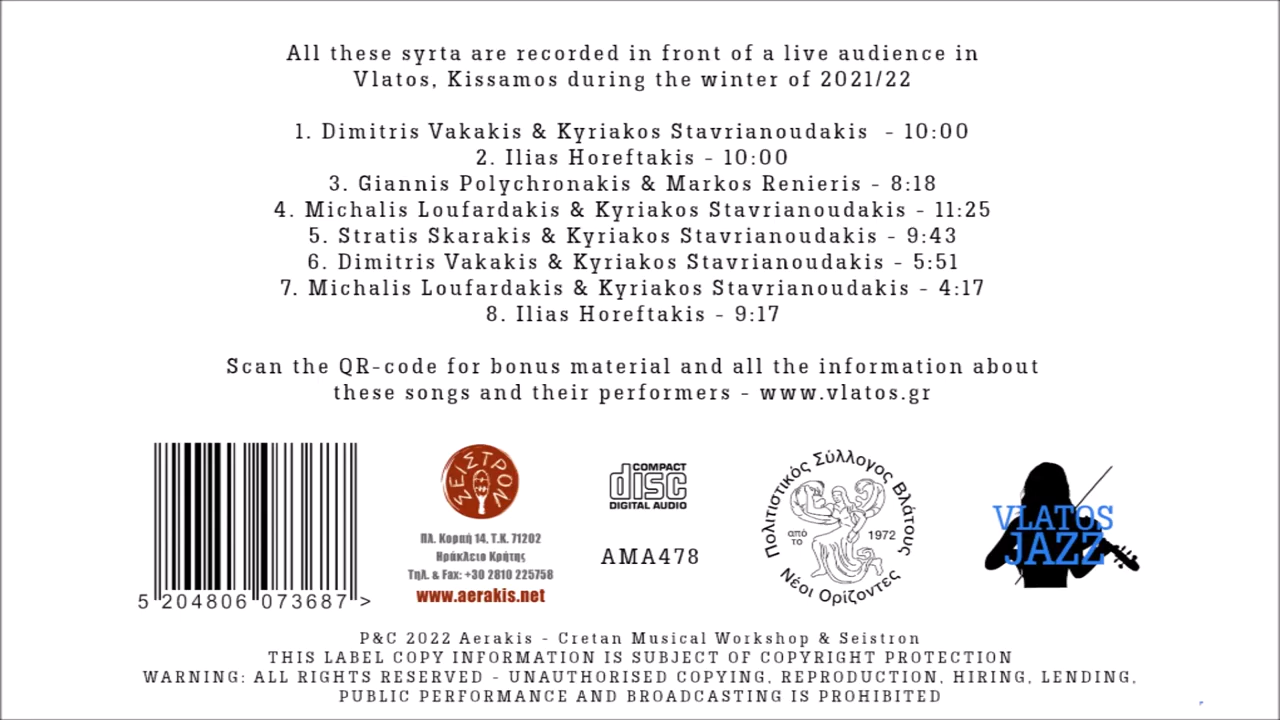 All these syrta are recorded in front of a live audience in
Vlatos, Kissamos during the winter of 2021/22
1. Dimitris Vakakis & Kyriakos Stavrianoudakis - 10:00
2. Ilias Horeftakis - 10:00
3. Giannis Polychronakis & Markos Renieris - 8:18
4. Michalis Loufardakis & Kyriakos Stavrianoudakis - 11:25
5. Stratis Skarakis & Kyriakos Stavrianoudakis - 9:43
6. Dimitris Vakakis & Kyriakos Stavrianoudakis - 5:51
7. Michalis Loufardakis & Kyriakos Stavrianoudakis - 4:17
8. Ilias Horeftakis - 9:17
Scan the QR-code for bonus material and all the information about
these songs and their performers - www.vlatos.gr
5 204806 073687 >
ΣΕΙΣΤΡΟΝ
Πλ. Κοραή 14, Τ.Κ. 71202
Ηράκλειο Κρήτης
Τηλ. & Fax: +30 2810 225758
www.aerakis.net
COMPACT
disc
DIGITAL AUDIO
AMA478
Πολιτιστικός Σύλλογος Βλάτους
από
το
1972
Νέοι Ορίζοντες
VLATOS
JAZZ
P&C 2022 Aerakis - Cretan Musical Workshop & Seistron
THIS LABEL COPY INFORMATION IS SUBJECT OF COPYRIGHT PROTECTION
WARNING: ALL RIGHTS RESERVED - UNAUTHORISED COPYING, REPRODUCTION, HIRING, LENDING,
PUBLIC PERFORMANCE AND BROADCASTING IS PROHIBITED